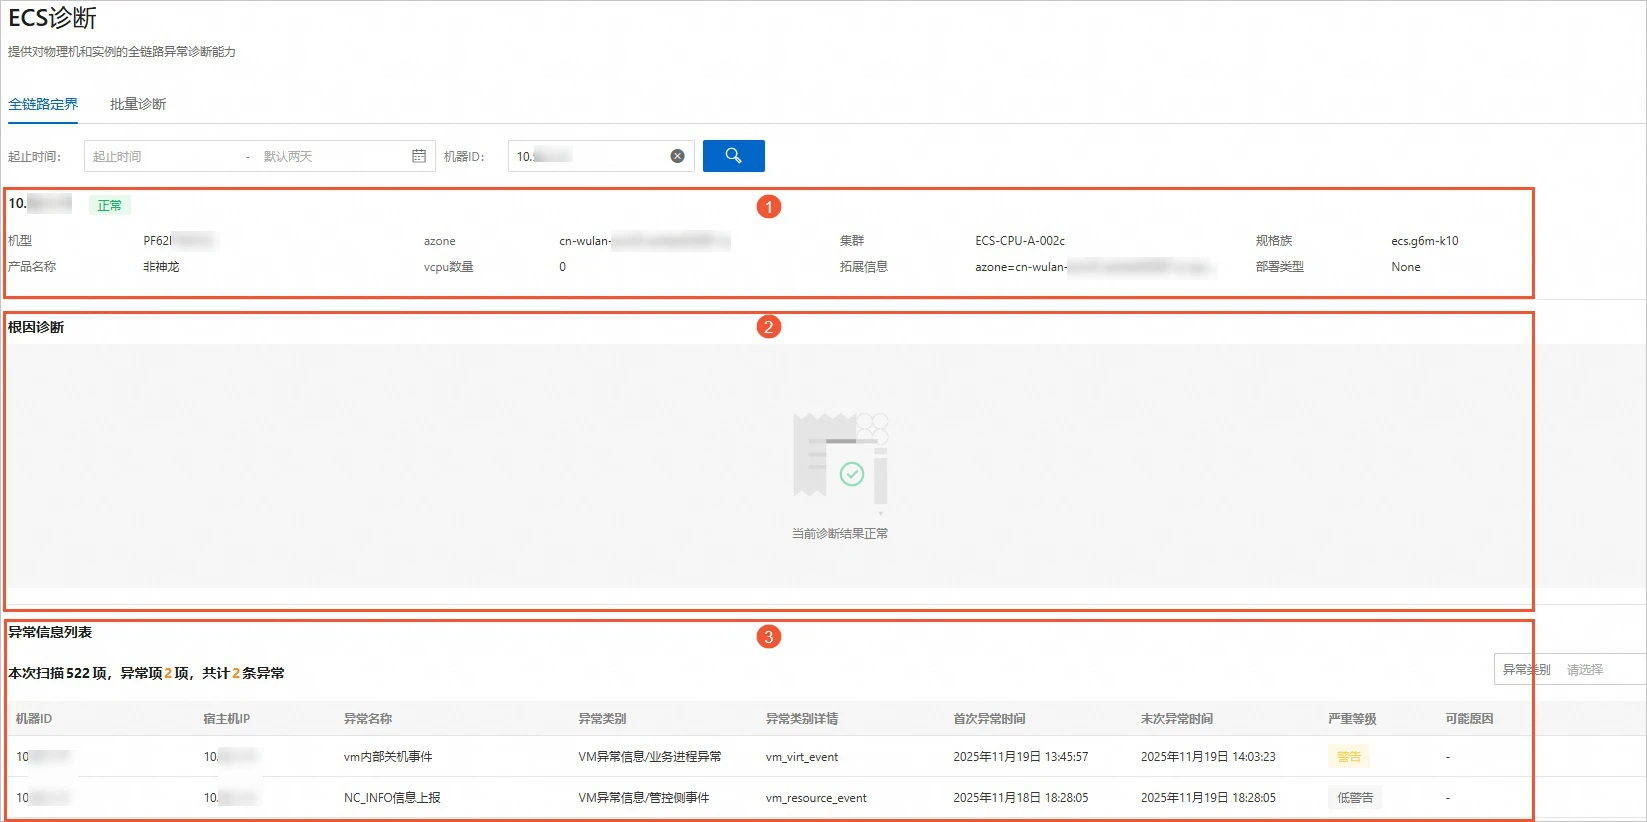 ECS诊断
提供对物理机和实例的全链路异常诊断能力
全链路定界 批量诊断
起止时间： 起止时间 - 默认两天 机器ID： 10.
10. 正常 1
机型 PF62 azone cn-wulan- 集群 ECS-CPU-A-002c 规格族 ecs.g6m-k10
产品名称 非神龙 vcpu数量 0 拓展信息 azone=cn-wulan- 部署类型 None
根因诊断 2
当前诊断结果正常
异常信息列表 3
本次扫描522项，异常项2项，共计2条异常 异常类别 请选择
机器ID 宿主机IP 异常名称 异常类别 异常类别详情 首次异常时间 末次异常时间 严重等级 可能原因
10 10. vm内部关机事件 VM异常信息/业务进程异常 vm_virt_event 2025年11月19日 13:45:57 2025年11月19日 14:03:23 警告 -
10 10. NC_INFO信息上报 VM异常信息/管控侧事件 vm_resource_event 2025年11月18日 18:28:05 2025年11月19日 18:28:05 低警告 -